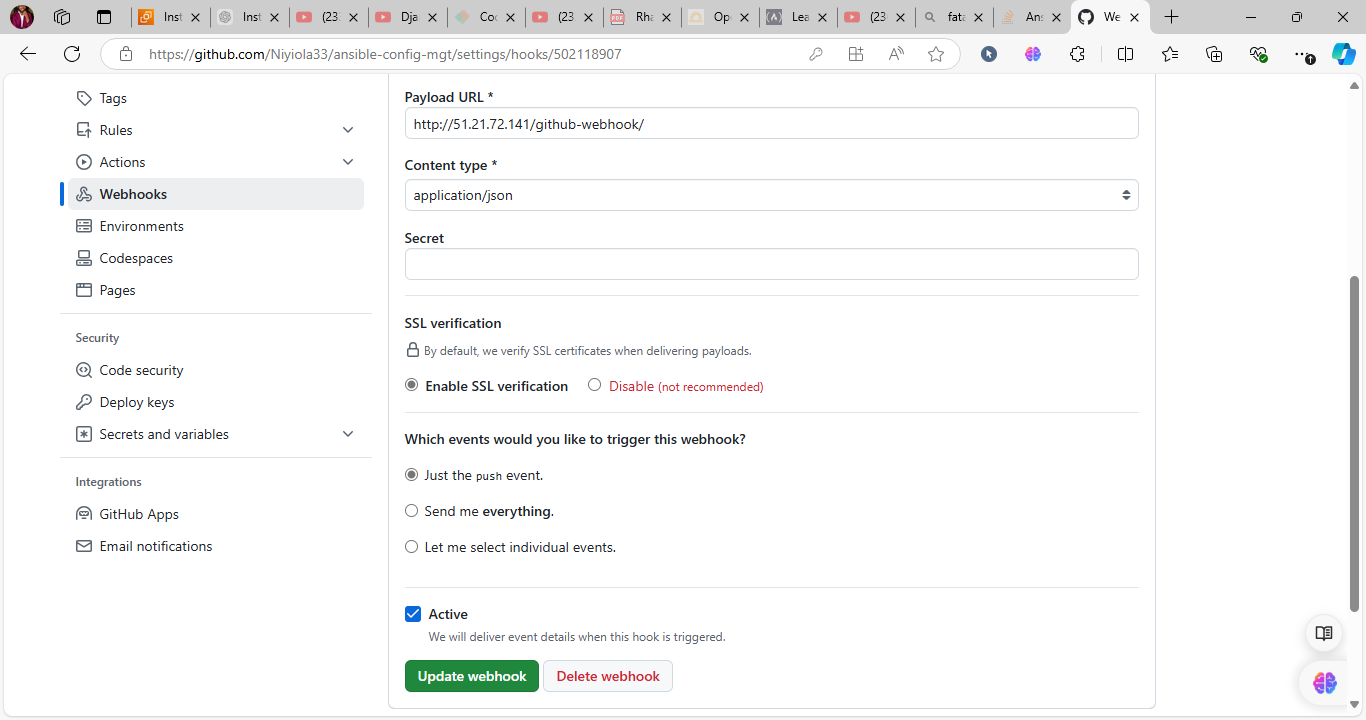 Inst
Inst
(23
Dja
Coc
(23
Rha
Ope
Lea
(23
fata
Ans
We
https://github.com/Niyiola33/ansible-config-mgt/settings/hooks/502118907
Tags
Rules
Actions
Webhooks
Environments
Codespaces
Pages
Security
Code security
Deploy keys
Secrets and variables
Integrations
GitHub Apps
Email notifications
Payload URL *
http://51.21.72.141/github-webhook/
Content type *
application/json
Secret
SSL verification
By default, we verify SSL certificates when delivering payloads.
Enable SSL verification Disable (not recommended)
Which events would you like to trigger this webhook?
Just the push event.
Send me everything.
Let me select individual events.
Active
We will deliver event details when this hook is triggered.
Update webhook Delete webhook